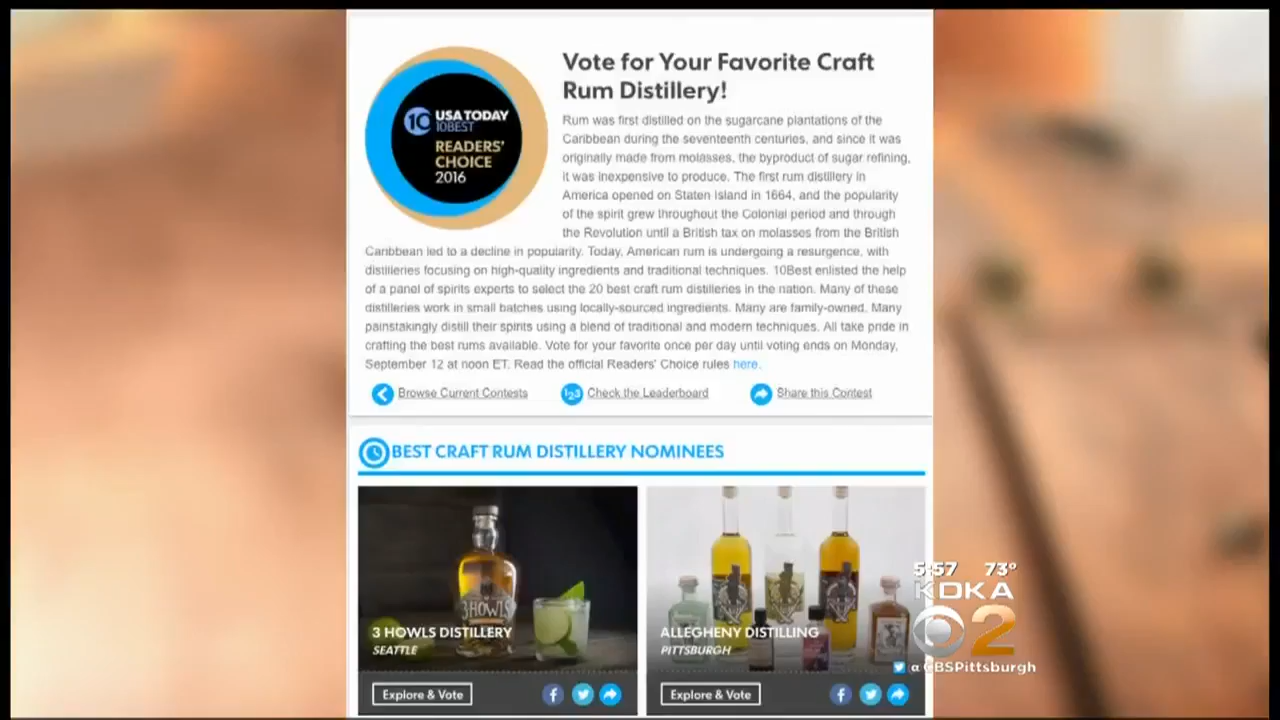 Vote for Your Favorite Craft
Rum Distillery!
10 USA TODAY
10BEST
READERS'
CHOICE
2016
Rum was first distilled on the sugarcane plantations of the
Caribbean during the seventeenth centuries, and since it was
originally made from molasses, the byproduct of sugar refining,
it was inexpensive to produce. The first rum distillery in
America opened on Staten Island in 1664, and the popularity
of the spirit grew throughout the Colonial period and through
the Revolution until a British tax on molasses from the British
Caribbean led to a decline in popularity. Today, American rum is undergoing a resurgence, with
distilleries focusing on high-quality ingredients and traditional techniques. 10Best enlisted the help
of a panel of spirits experts to select the 20 best craft rum distilleries in the nation. Many of these
distilleries work in small batches using locally-sourced ingredients. Many are family-owned. Many
painstakingly distill their spirits using a blend of traditional and modern techniques. All take pride in
crafting the best rums available. Vote for your favorite once per day until voting ends on Monday,
September 12 at noon ET. Read the official Readers' Choice rules here.
Browse Current Contests
123 Check the Leaderboard
Share this Contest
BEST CRAFT RUM DISTILLERY NOMINEES
3HOWLS
3 HOWLS DISTILLERY
SEATTLE
Explore & Vote
ALLEGHENY DISTILLING
PITTSBURGH
Explore & Vote
5:57 73°
KDKA
2
@CBSPittsburgh